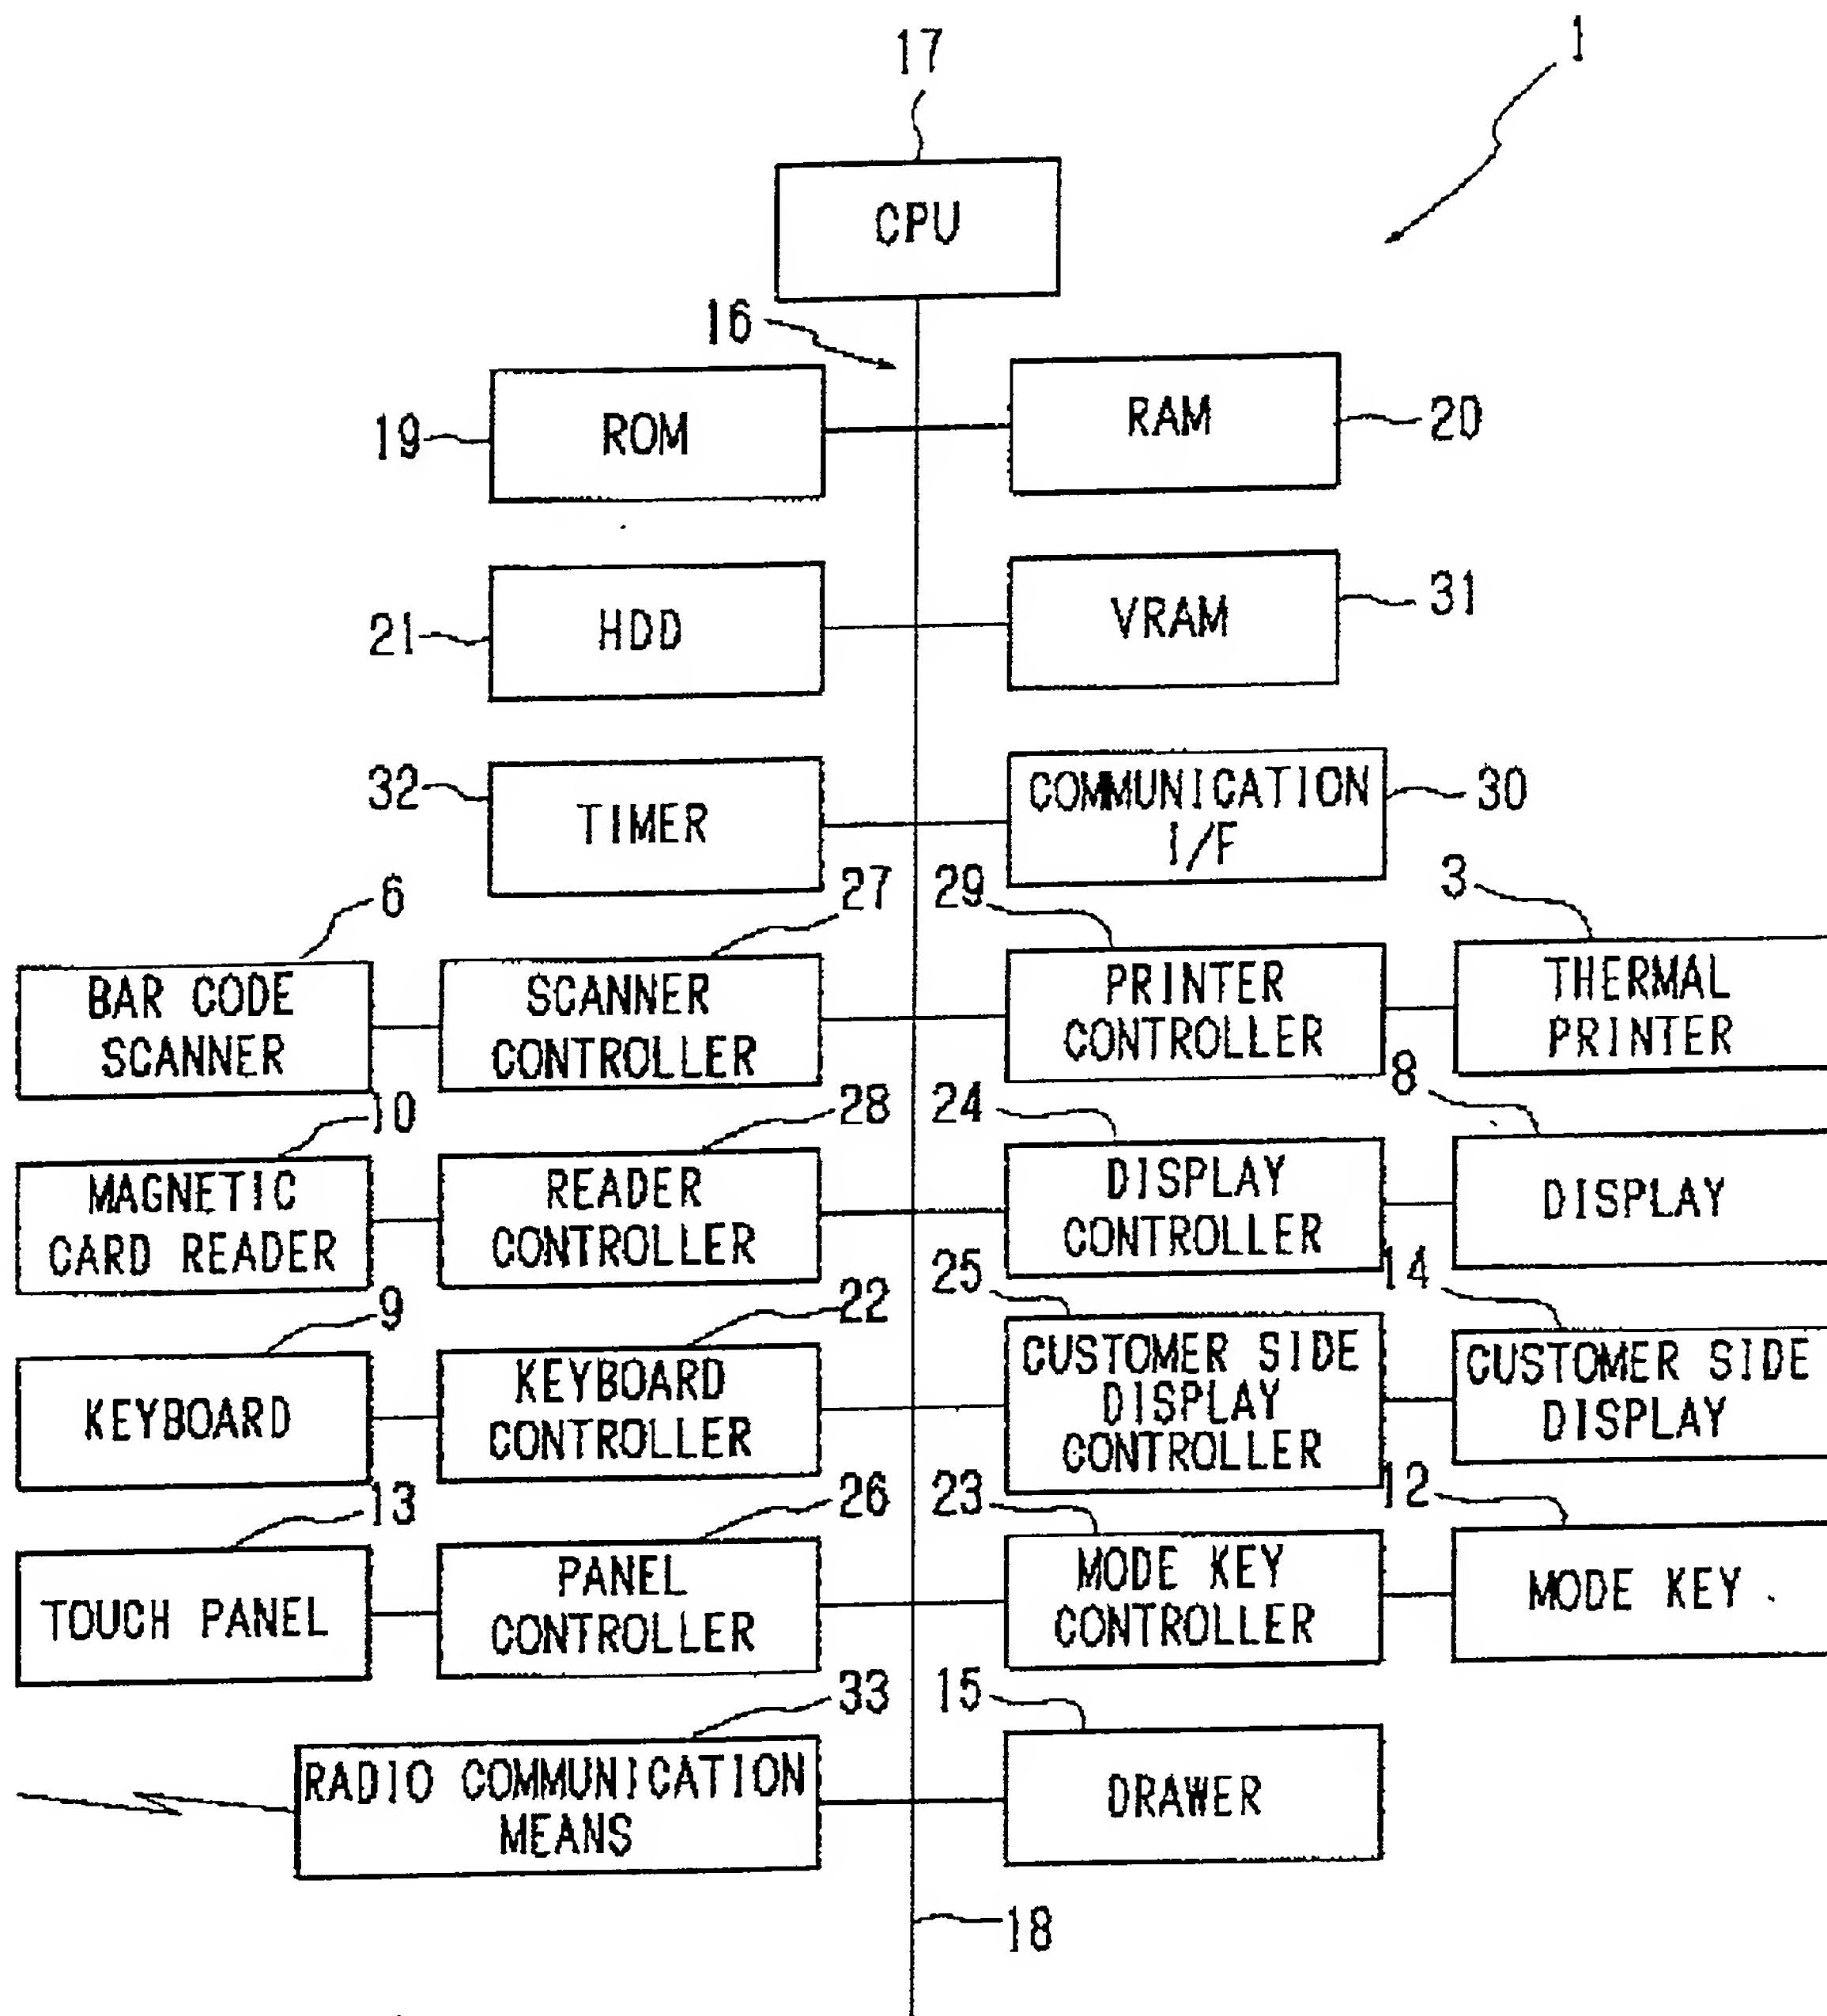 17
1
CPU
16
ROM
RAM
19
20
HDD
VRAM
21
31
32
TIMER
COMMUNICATION
I/F
30
6
27
29
3
BAR CODE
SCANNER
SCANNER
CONTROLLER
PRINTER
CONTROLLER
THERMAL
PRINTER
10
28
24
8
MAGNETIC
CARD READER
READER
CONTROLLER
DISPLAY
CONTROLLER
DISPLAY
9
22
25
14
KEYBOARD
KEYBOARD
CONTROLLER
CUSTOMER SIDE
DISPLAY
CONTROLLER
CUSTOMER SIDE
DISPLAY
13
26
23
12
TOUCH PANEL
PANEL
CONTROLLER
MODE KEY
CONTROLLER
MODE KEY
33
15
RADIO COMMUNICATION
MEANS
DRAWER
18